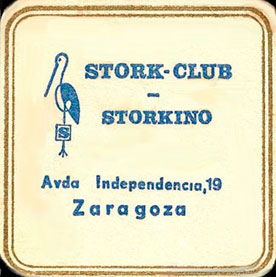 STORK-CLUB
-
STORKINO
S
Avda Independencia,19
Zaragoza